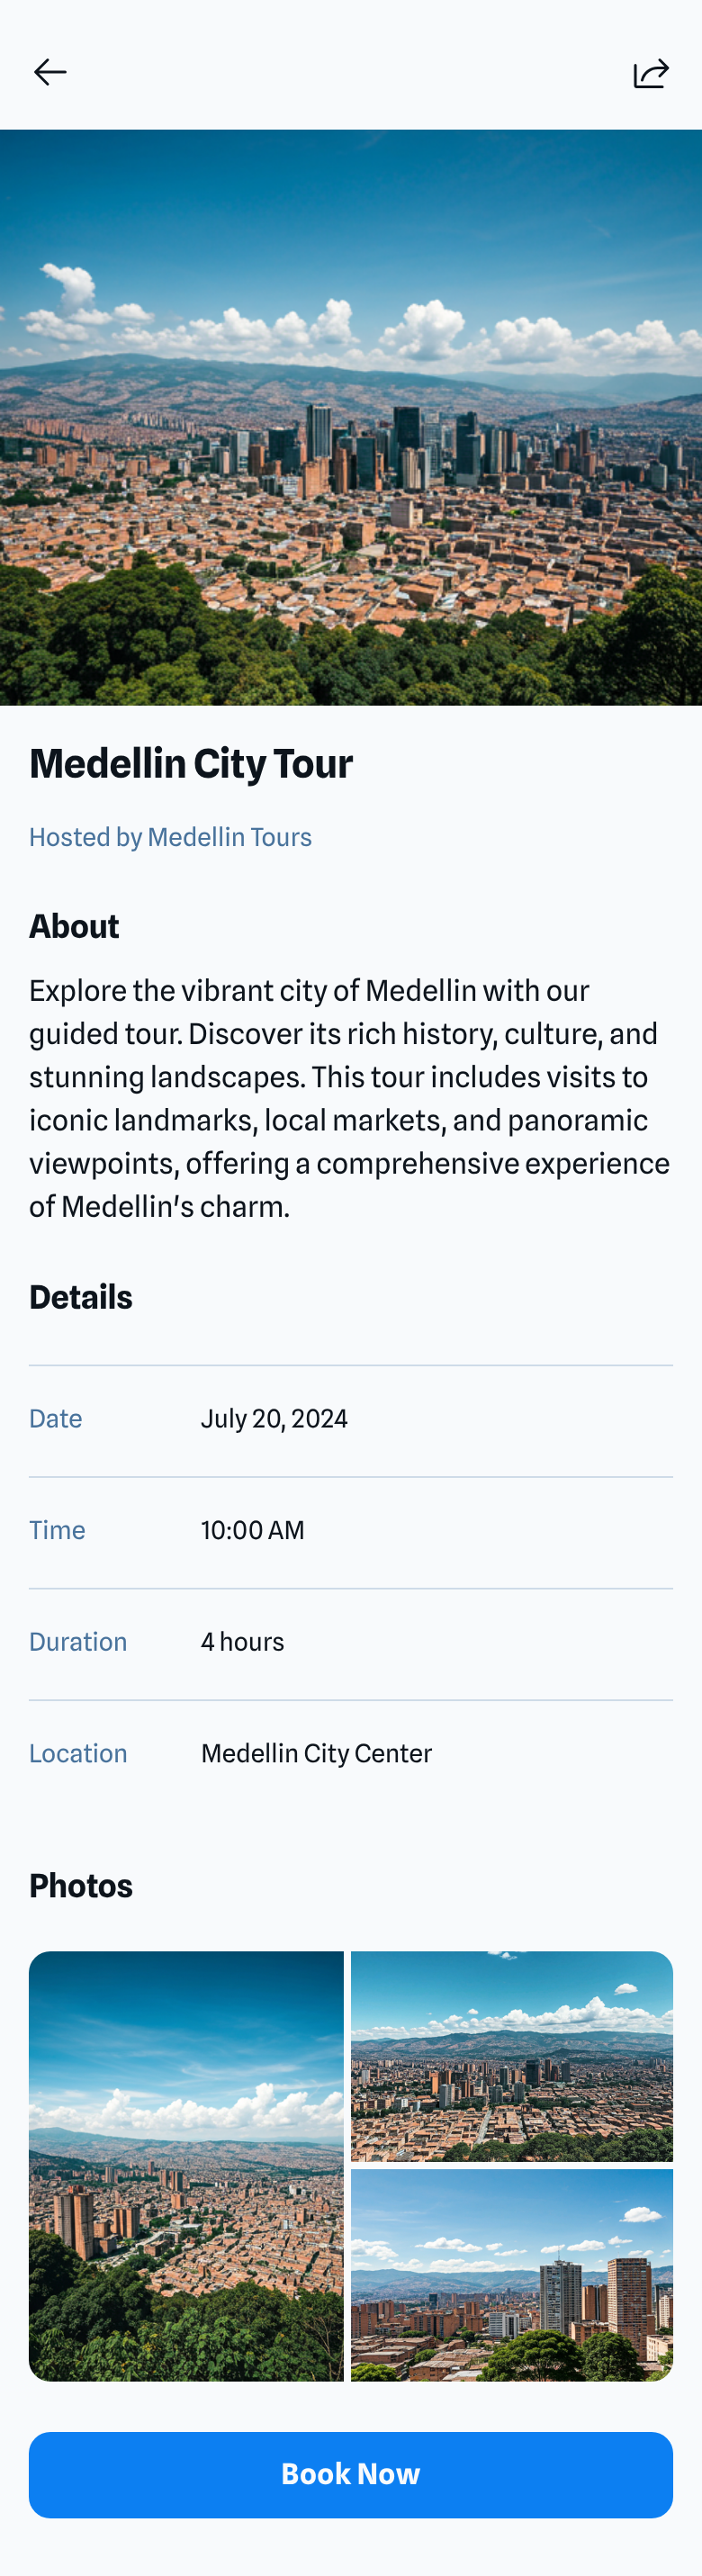 Medellin City Tour
Hosted by Medellin Tours
About
Explore the vibrant city of Medellin with our
guided tour. Discover its rich history, culture, and
stunning landscapes. This tour includes visits to
iconic landmarks, local markets, and panoramic
viewpoints, offering a comprehensive experience
of Medellin's charm.
Details
Date July 20, 2024
Time 10:00 AM
Duration 4 hours
Location Medellin City Center
Photos
Book Now